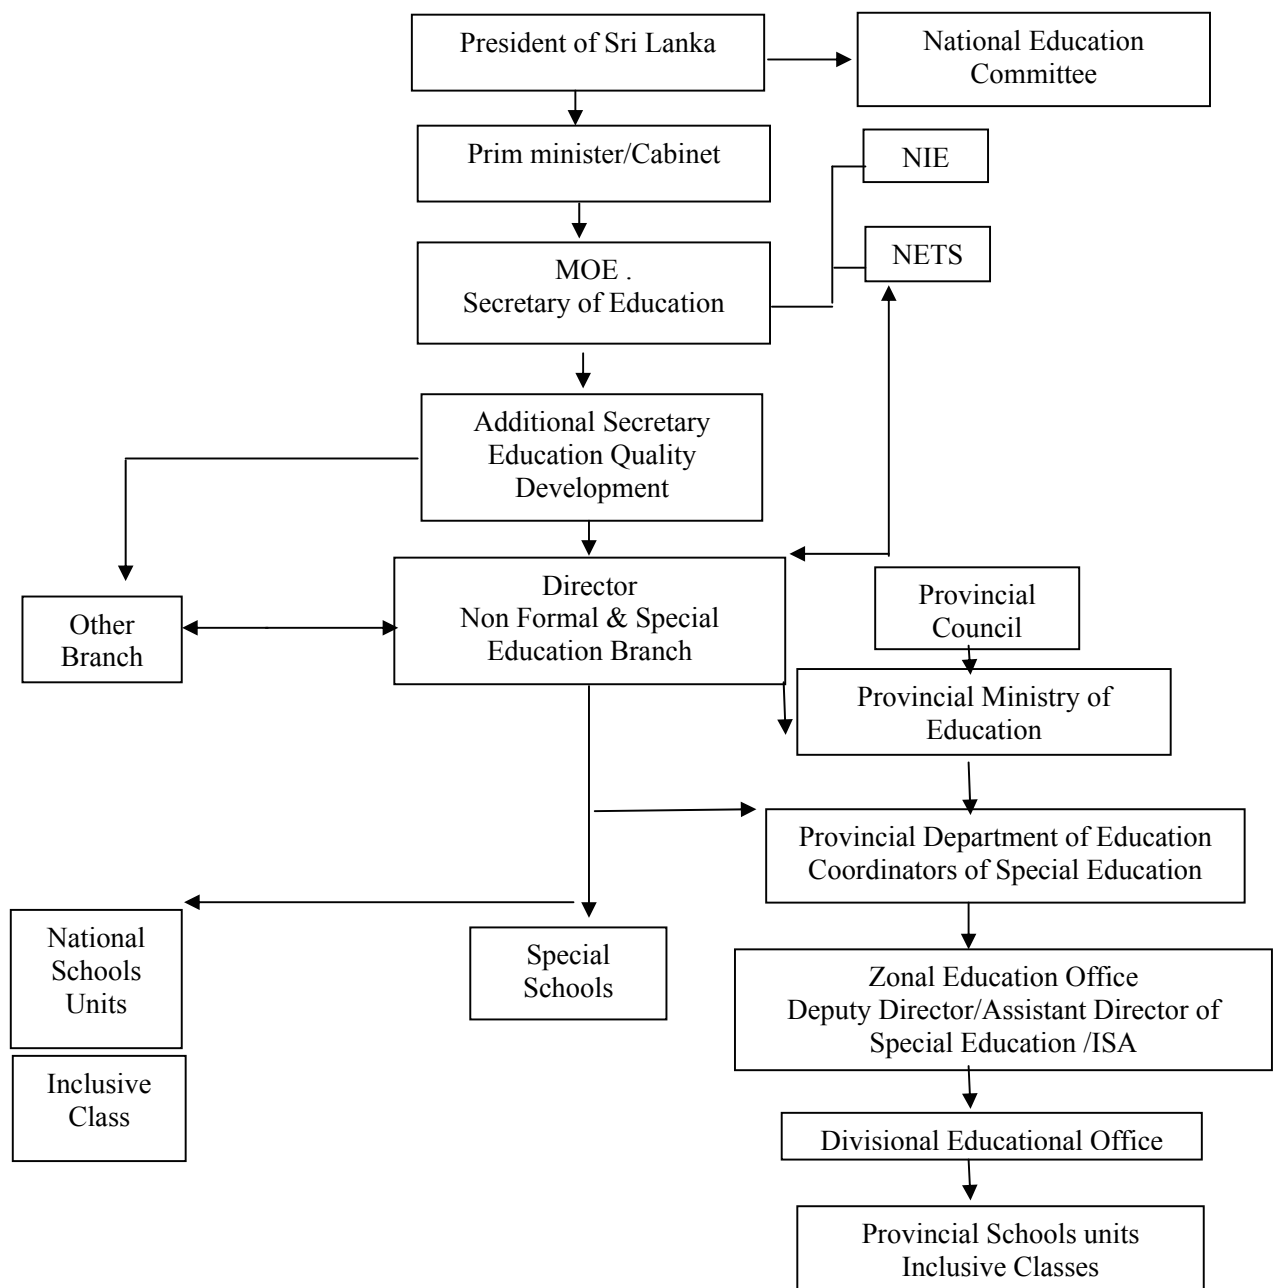 President of Sri Lanka
National Education
Committee
Prim minister/Cabinet
NIE
NETS
MOE .
Secretary of Education
Additional Secretary
Education Quality
Development
Director
Non Formal & Special
Education Branch
Other
Branch
Provincial
Council
Provincial Ministry of
Education
Provincial Department of Education
Coordinators of Special Education
National
Schools
Units
Special
Schools
Zonal Education Office
Deputy Director/Assistant Director of
Special Education /ISA
Inclusive
Class
Divisional Educational Office
Provincial Schools units
Inclusive Classes